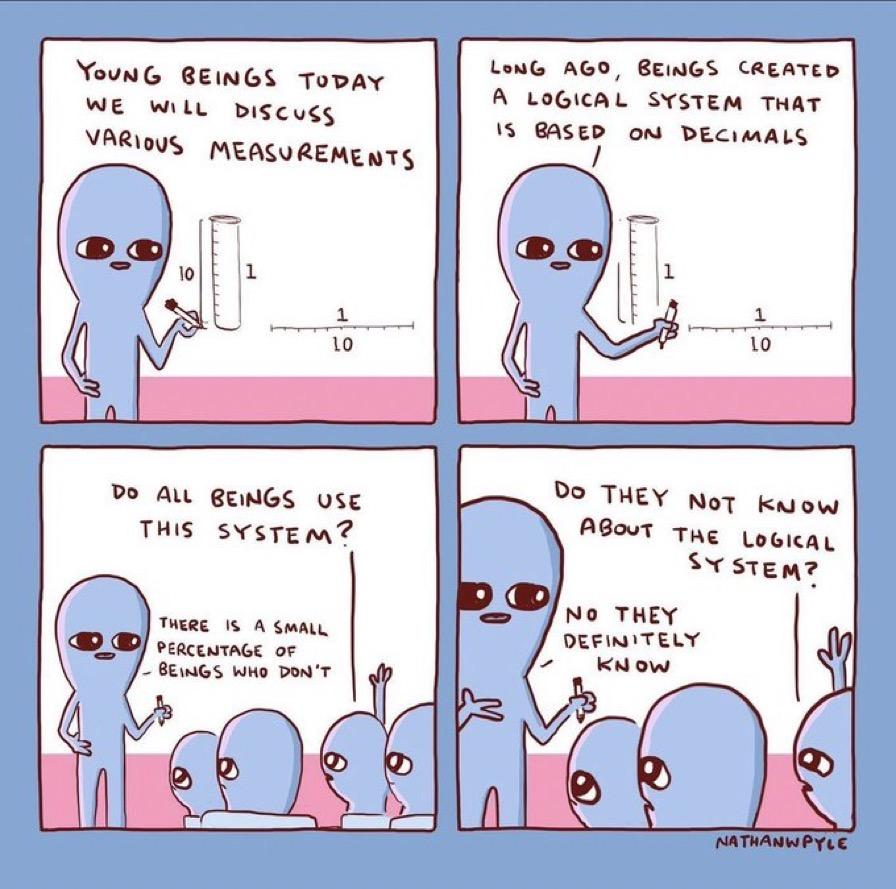 YOUNG BEINGS TODAY
WE WILL DISCUSS
VARIOUS MEASUREMENTS
10
1
1
10
LONG AGO, BEINGS CREATED
A LOGICAL SYSTEM THAT
IS BASED ON DECIMALS
1
1
10
DO ALL BEINGS USE
THIS SYSTEM?
THERE IS A SMALL
PERCENTAGE OF
BEINGS WHO DON'T
DO THEY NOT KNOW
ABOUT THE LOGICAL
SYSTEM?
NO THEY
DEFINITELY
KNOW
NATHANWPYLE